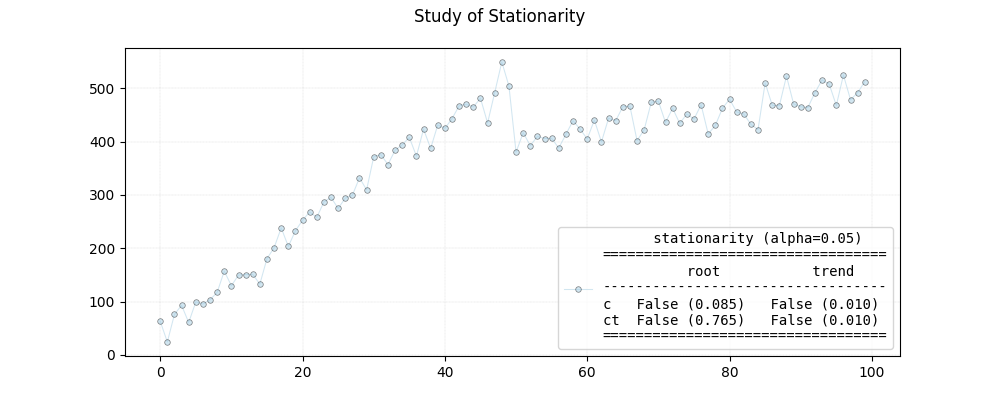 Study of Stationarity
500
400
300
200
100
0
stationarity (alpha=0.05)
==================================
root trend
----------------------------------
c False (0.085) False (0.010)
ct False (0.765) False (0.010)
==================================
0 20 40 60 80 100